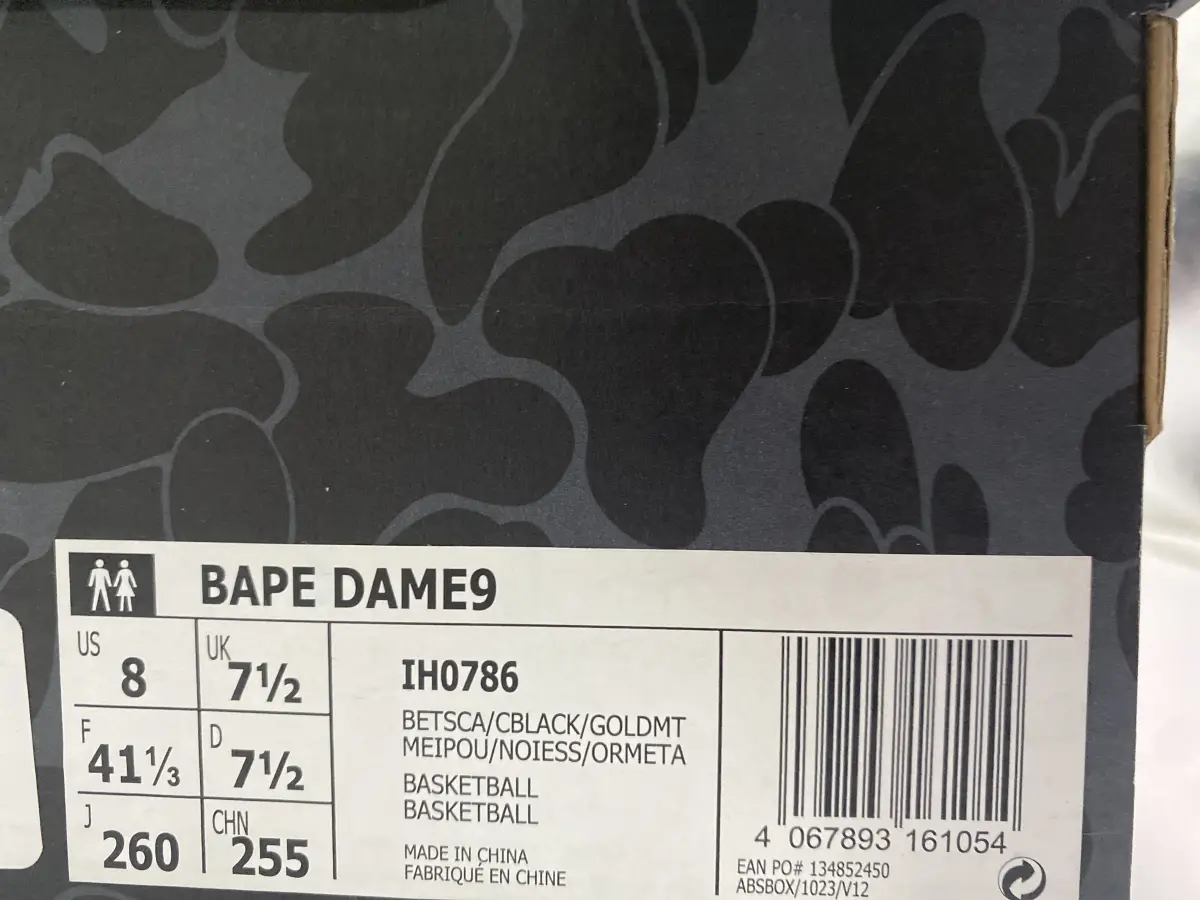 BAPE DAME9
US 8
UK 7½
F 41⅓
D 7½
J 260
CHN 255
IH0786
BETSCA/CBLACK/GOLDMT
MEIPOU/NOIESS/ORMETA
BASKETBALL
BASKETBALL
MADE IN CHINA
FABRIQUÉ EN CHINE
4 067893 161054
EAN PO# 134852450
ABSBOX/1023/V12